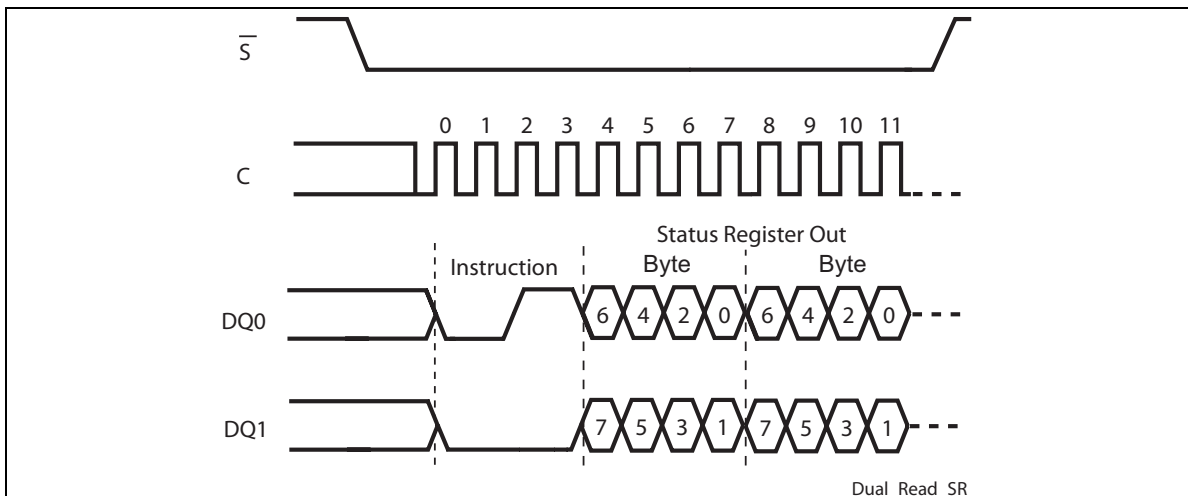 S
0 1 2 3 4 5 6 7 8 9 10 11
C
Status Register Out
Instruction Byte Byte
DQ0 6 4 2 0 6 4 2 0
DQ1 7 5 3 1 7 5 3 1
Dual Read SR